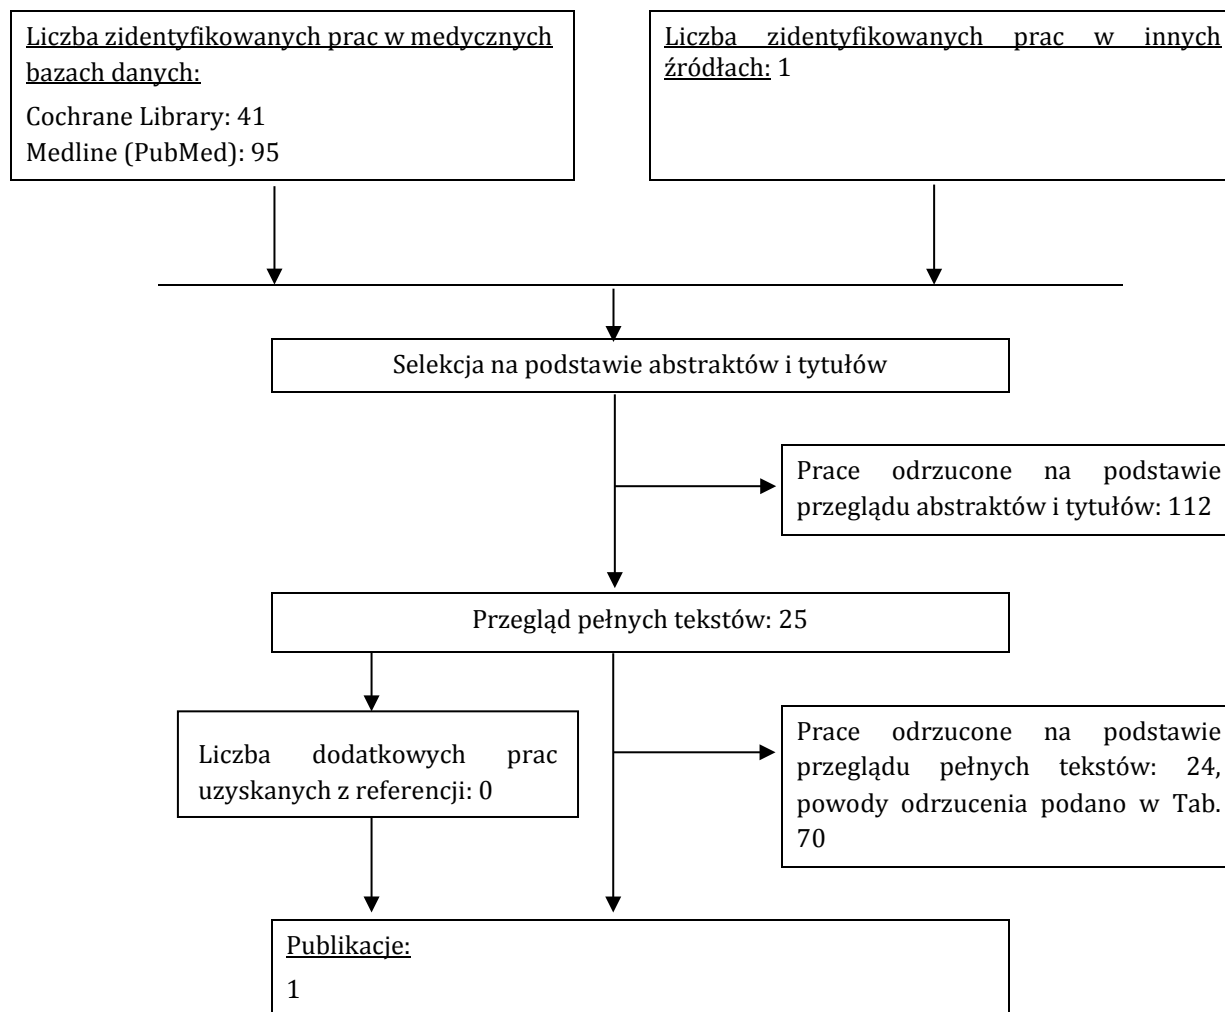 Liczba zidentyfikowanych prac w medycznych
bazach danych:
Cochrane Library: 41
Medline (PubMed): 95
Liczba zidentyfikowanych prac w innych
źródłach: 1
Selekcja na podstawie abstraktów i tytułów
Prace odrzucone na podstawie
przeglądu abstraktów i tytułów: 112
Przegląd pełnych tekstów: 25
Liczba dodatkowych prac
uzyskanych z referencji: 0
Prace odrzucone na podstawie
przeglądu pełnych tekstów: 24,
powody odrzucenia podano w Tab.
70
Publikacje:
1